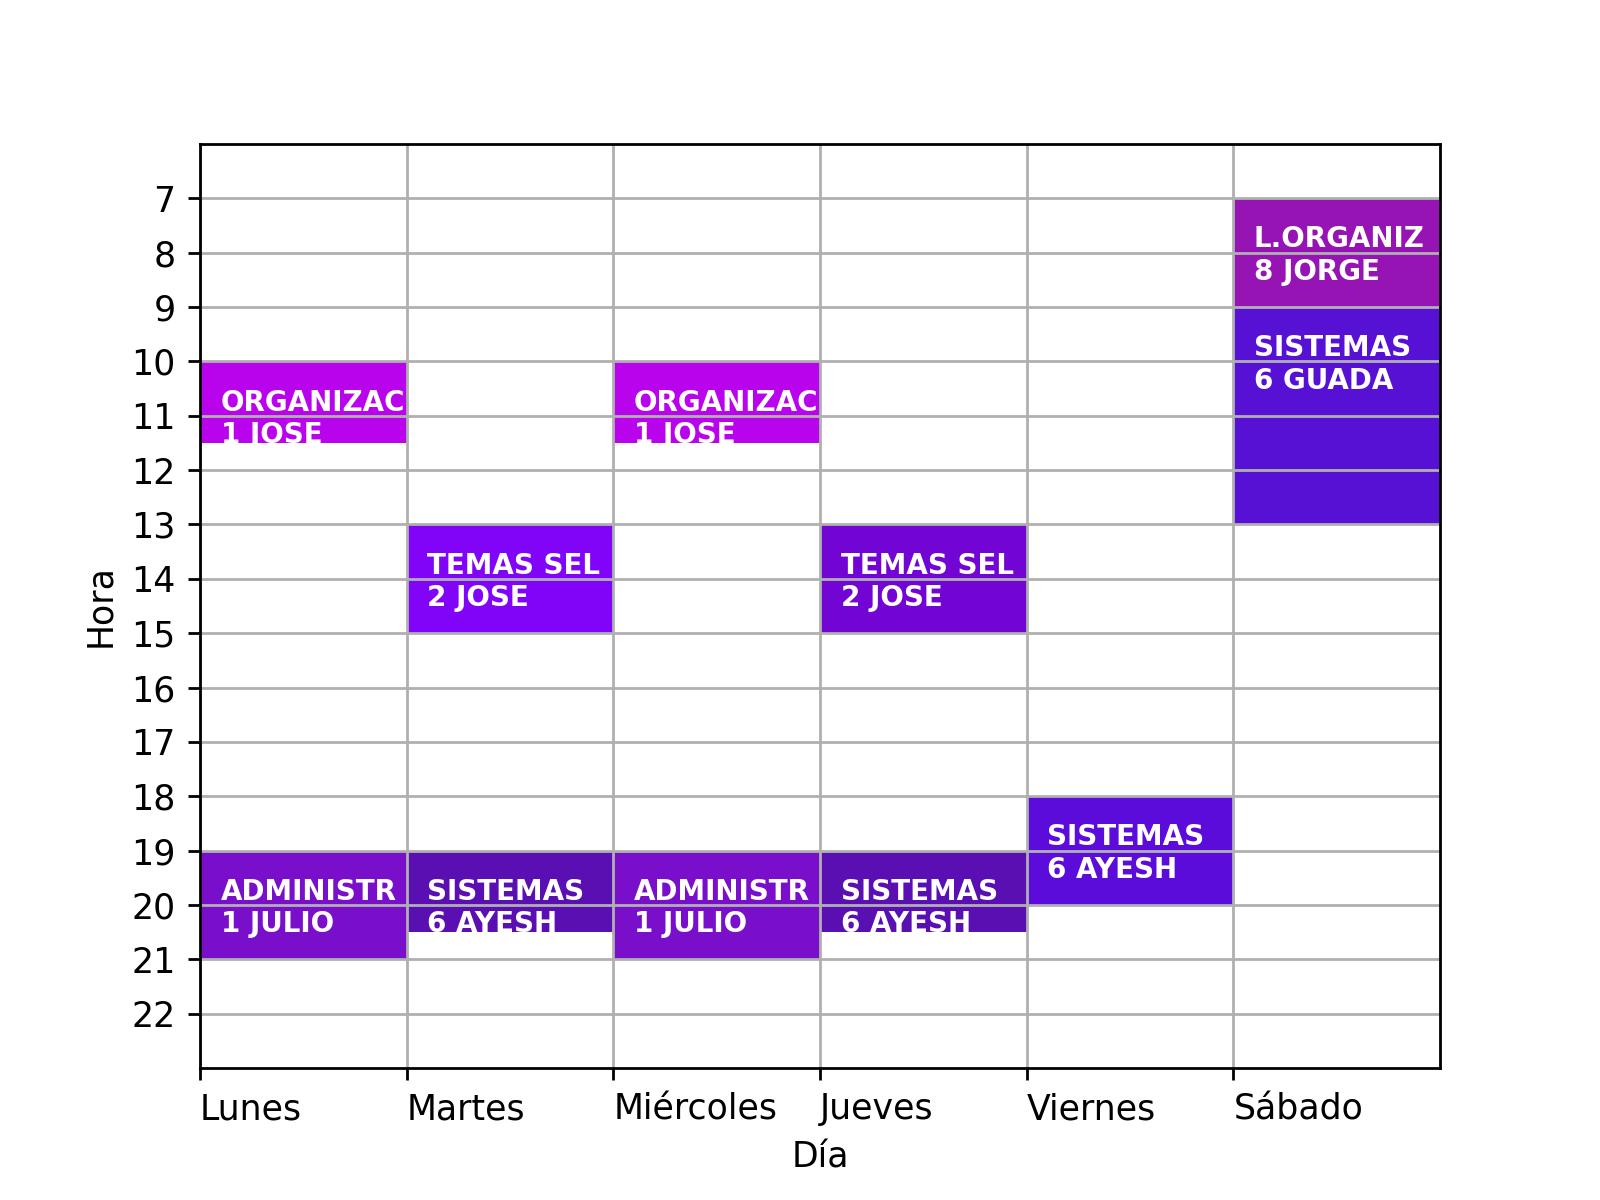 7
8
9
10
11
12
13
14
15
16
17
18
19
20
21
22
Hora
L.ORGANIZ
8 JORGE
SISTEMAS
6 GUADA
ORGANIZAC
1 JOSE
ORGANIZAC
1 JOSE
TEMAS SEL
2 JOSE
TEMAS SEL
2 JOSE
SISTEMAS
6 AYESH
ADMINISTR
1 JULIO
SISTEMAS
6 AYESH
ADMINISTR
1 JULIO
SISTEMAS
6 AYESH
Lunes Martes Miércoles Jueves Viernes Sábado
Día